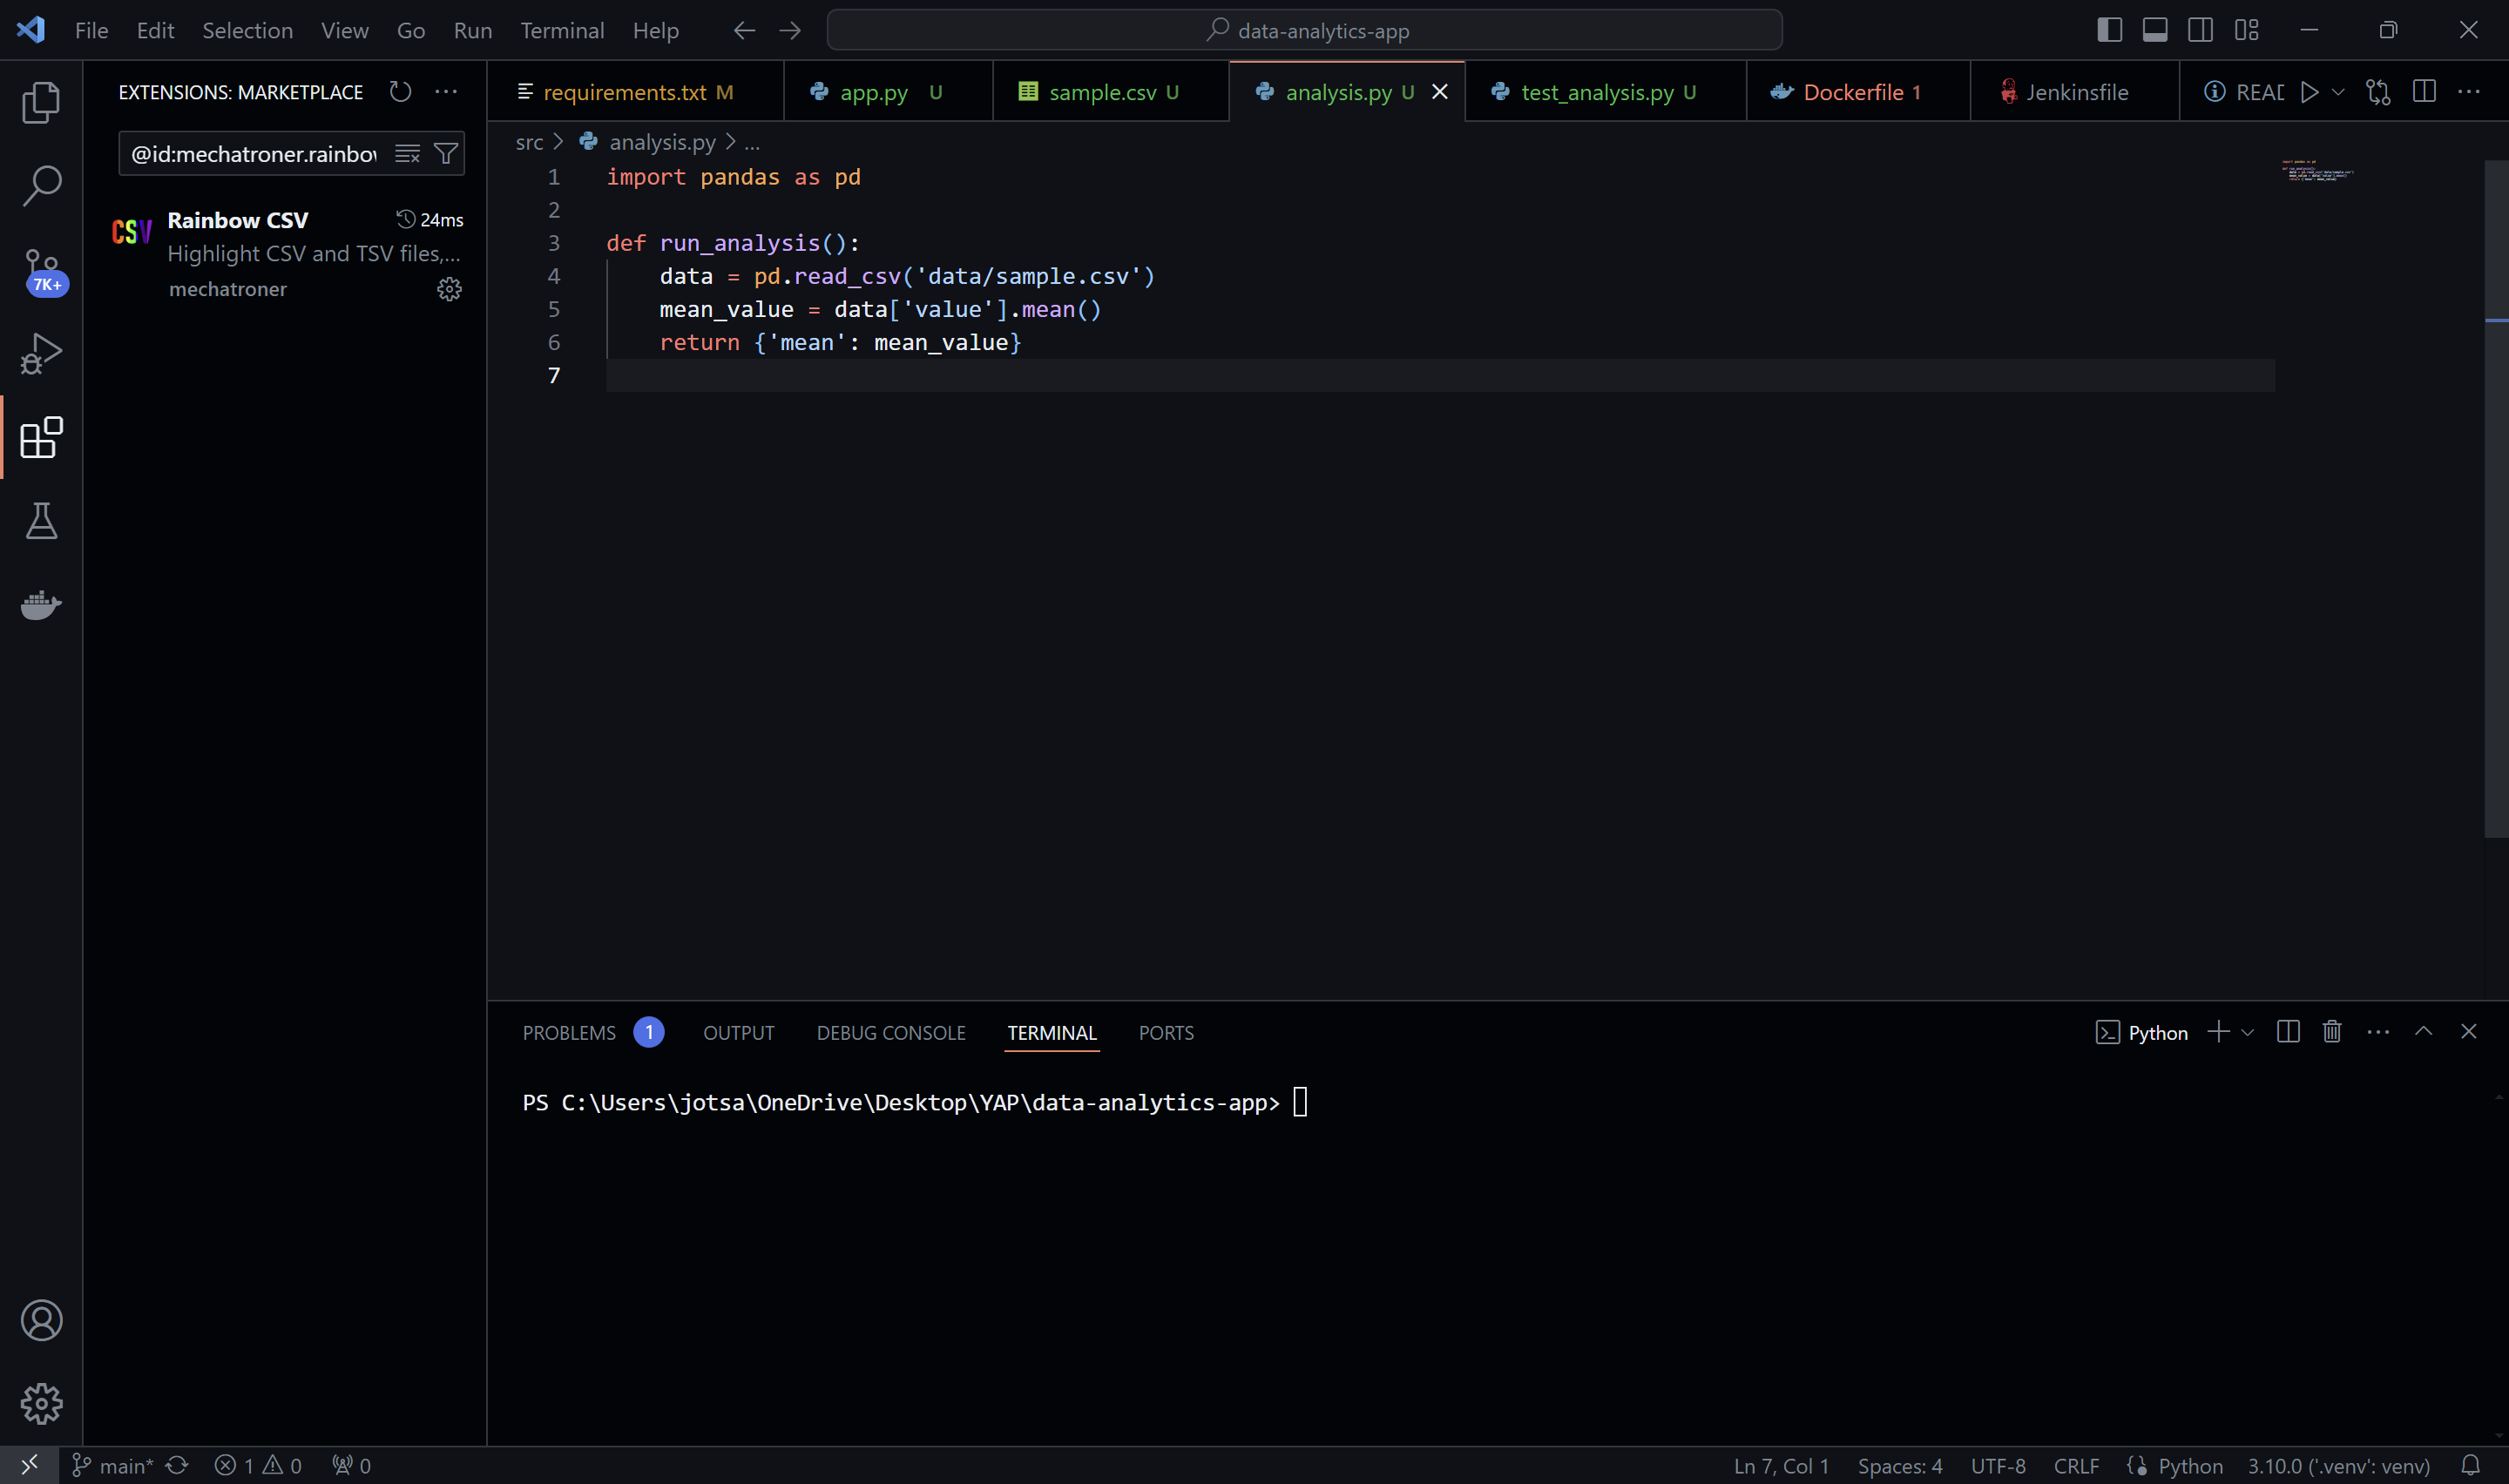 File Edit Selection View Go Run Terminal Help
data-analytics-app
EXTENSIONS: MARKETPLACE
@id:mechatroner.rainbow
Rainbow CSV 24ms
Highlight CSV and TSV files,...
mechatroner
CSV
7K+
requirements.txt M
app.py U
sample.csv U
analysis.py U
test_analysis.py U
Dockerfile 1
Jenkinsfile
READ
src > analysis.py > ...
1 import pandas as pd
2
3 def run_analysis():
4     data = pd.read_csv('data/sample.csv')
5     mean_value = data['value'].mean()
6     return {'mean': mean_value}
7
PROBLEMS 1 OUTPUT DEBUG CONSOLE TERMINAL PORTS
Python
PS C:\Users\jotsa\OneDrive\Desktop\YAP\data-analytics-app>
main* 1 0 0
Ln 7, Col 1 Spaces: 4 UTF-8 CRLF {} Python 3.10.0 ('.venv': venv)